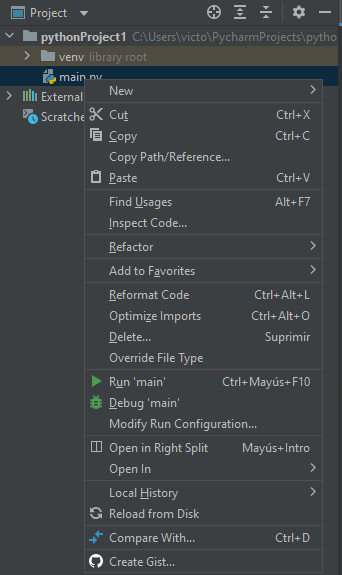 Project
pythonProject1 C:\Users\victo\PycharmProjects\pytho
venv library root
main.py
External
Scratche
New
Cut Ctrl+X
Copy Ctrl+C
Copy Path/Reference...
Paste Ctrl+V
Find Usages Alt+F7
Inspect Code...
Refactor
Add to Favorites
Reformat Code Ctrl+Alt+L
Optimize Imports Ctrl+Alt+O
Delete... Suprimir
Override File Type
Run 'main' Ctrl+Mayús+F10
Debug 'main'
Modify Run Configuration...
Open in Right Split Mayús+Intro
Open In
Local History
Reload from Disk
Compare With... Ctrl+D
Create Gist...